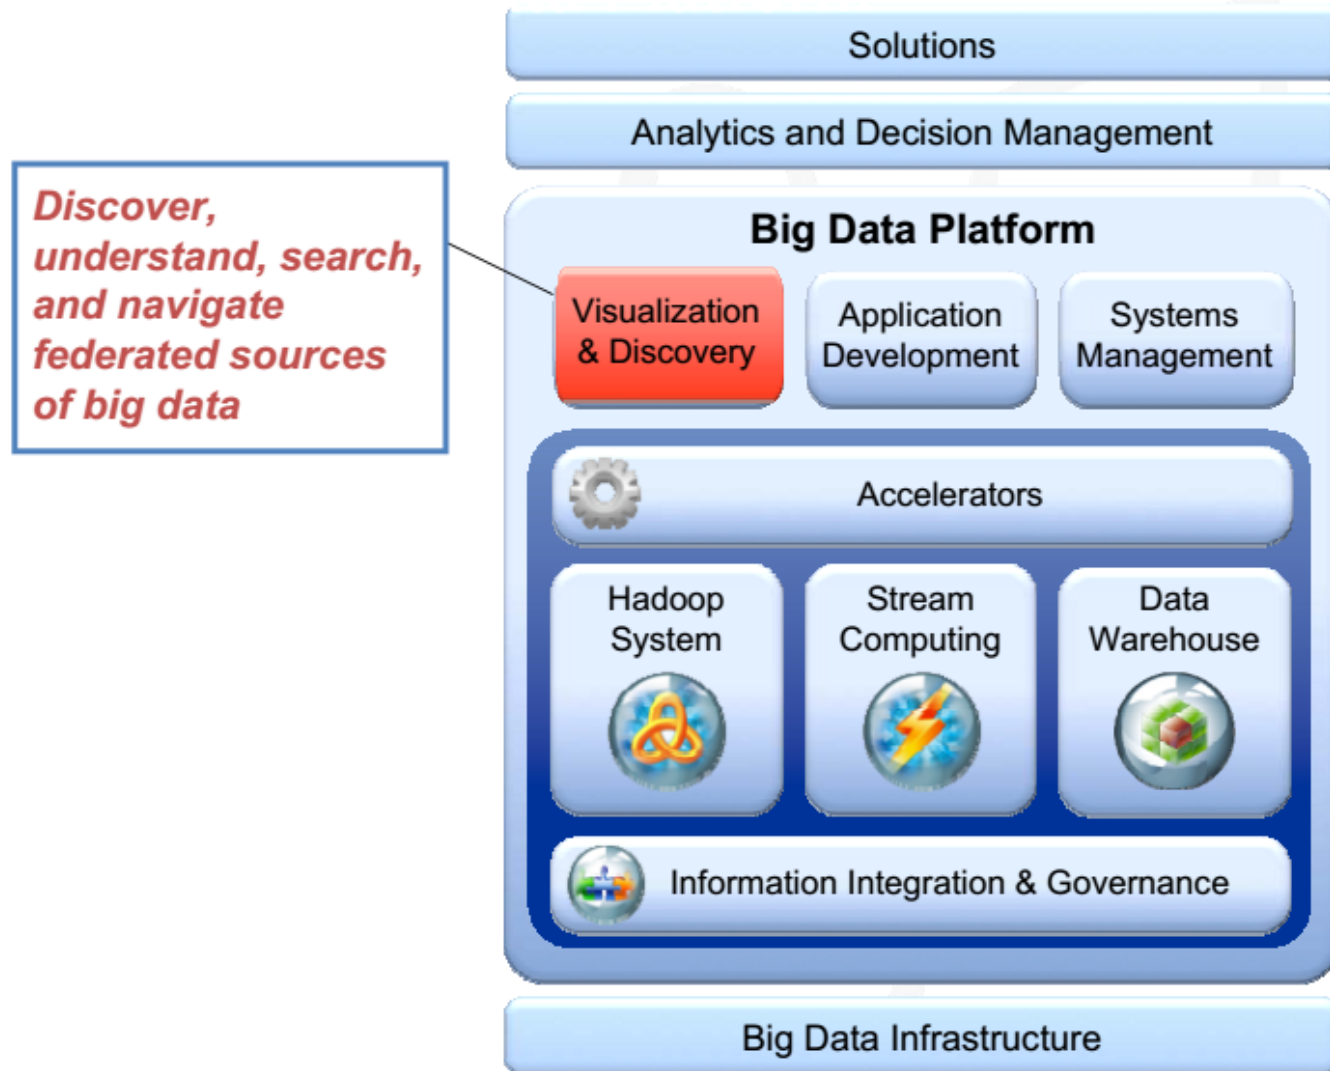 Solutions
Analytics and Decision Management
Discover,
understand, search,
and navigate
federated sources
of big data
Big Data Platform
Visualization
& Discovery
Application
Development
Systems
Management
Accelerators
Hadoop
System
Stream
Computing
Data
Warehouse
Information Integration & Governance
Big Data Infrastructure